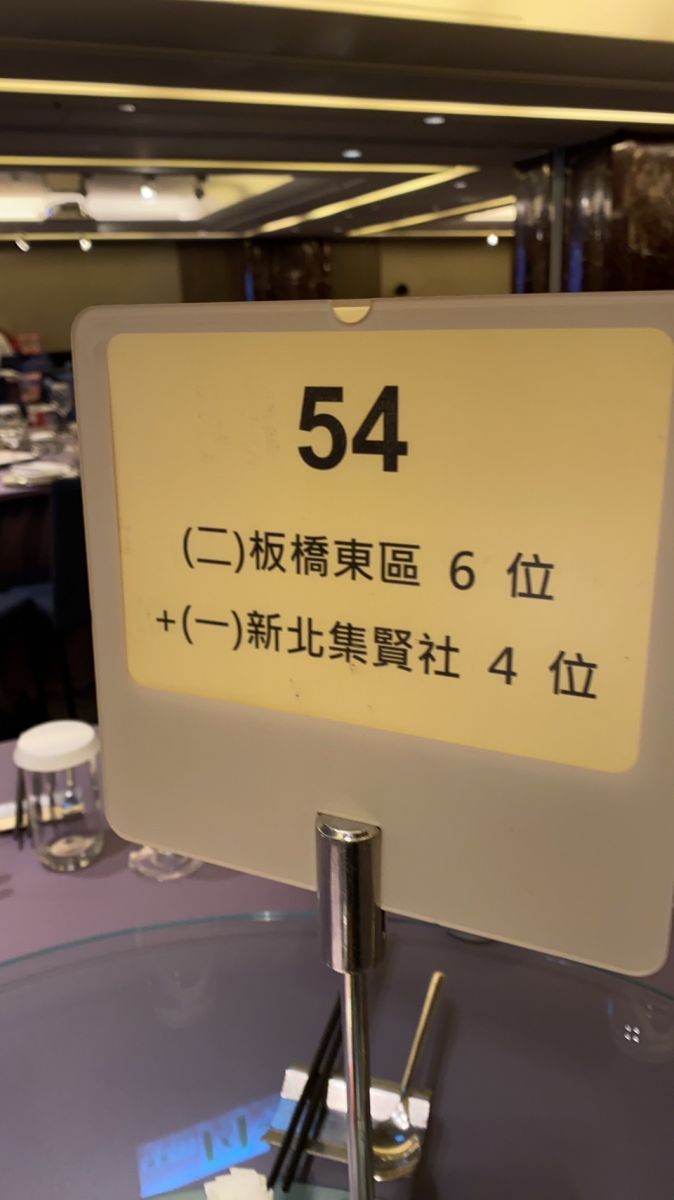 54
(二)板橋東區 6 位
+(一)新北集賢社 4 位